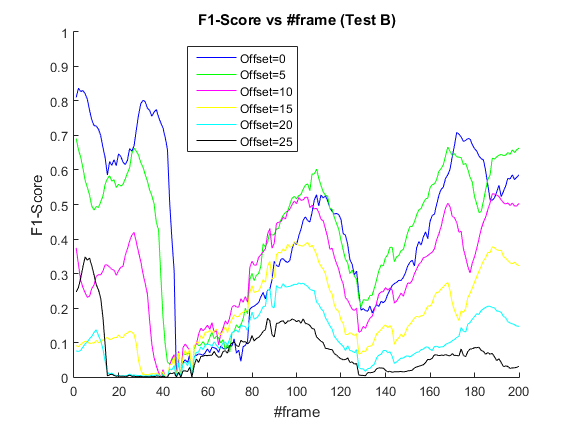 F1-Score vs #frame (Test B)
1
0.9
0.8
0.7
0.6
0.5
0.4
0.3
0.2
0.1
0
F1-Score
Offset=0
Offset=5
Offset=10
Offset=15
Offset=20
Offset=25
0 20 40 60 80 100 120 140 160 180 200
#frame